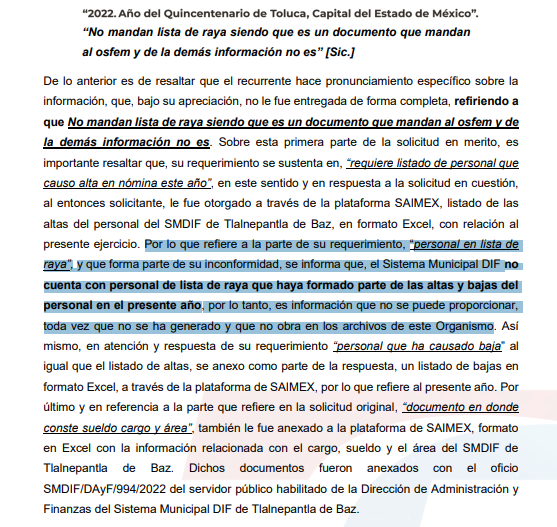 “2022. Año del Quincentenario de Toluca, Capital del Estado de México”.
“No mandan lista de raya siendo que es un documento que mandan
al osfem y de la demás información no es” [Sic.]
De lo anterior es de resaltar que el recurrente hace pronunciamiento específico sobre la
información, que, bajo su apreciación, no le fue entregada de forma completa, refiriendo a
que No mandan lista de raya siendo que es un documento que mandan al osfem y de
la demás información no es. Sobre esta primera parte de la solicitud en merito, es
importante resaltar que, su requerimiento se sustenta en, “requiere listado de personal que
causo alta en nómina este año”, en este sentido y en respuesta a la solicitud en cuestión,
al entonces solicitante, le fue otorgado a través de la plataforma SAIMEX, listado de las
altas del personal del SMDIF de Tlalnepantla de Baz, en formato Excel, con relación al
presente ejercicio. Por lo que refiere a la parte de su requerimiento, “personal en lista de
raya”, y que forma parte de su inconformidad, se informa que, el Sistema Municipal DIF no
cuenta con personal de lista de raya que haya formado parte de las altas y bajas del
personal en el presente año, por lo tanto, es información que no se puede proporcionar,
toda vez que no se ha generado y que no obra en los archivos de este Organismo. Así
mismo, en atención y respuesta de su requerimiento “personal que ha causado baja” al
igual que el listado de altas, se anexo como parte de la respuesta, un listado de bajas en
formato Excel, a través de la plataforma de SAIMEX, por lo que refiere al presente año. Por
último y en referencia a la parte que refiere en la solicitud original, “documento en donde
conste sueldo cargo y área”, también le fue anexado a la plataforma de SAIMEX, formato
en Excel con la información relacionada con el cargo, sueldo y el área del SMDIF de
Tlalnepantla de Baz. Dichos documentos fueron anexados con el oficio
SMDIF/DAyF/994/2022 del servidor público habilitado de la Dirección de Administración y
Finanzas del Sistema Municipal DIF de Tlalnepantla de Baz.